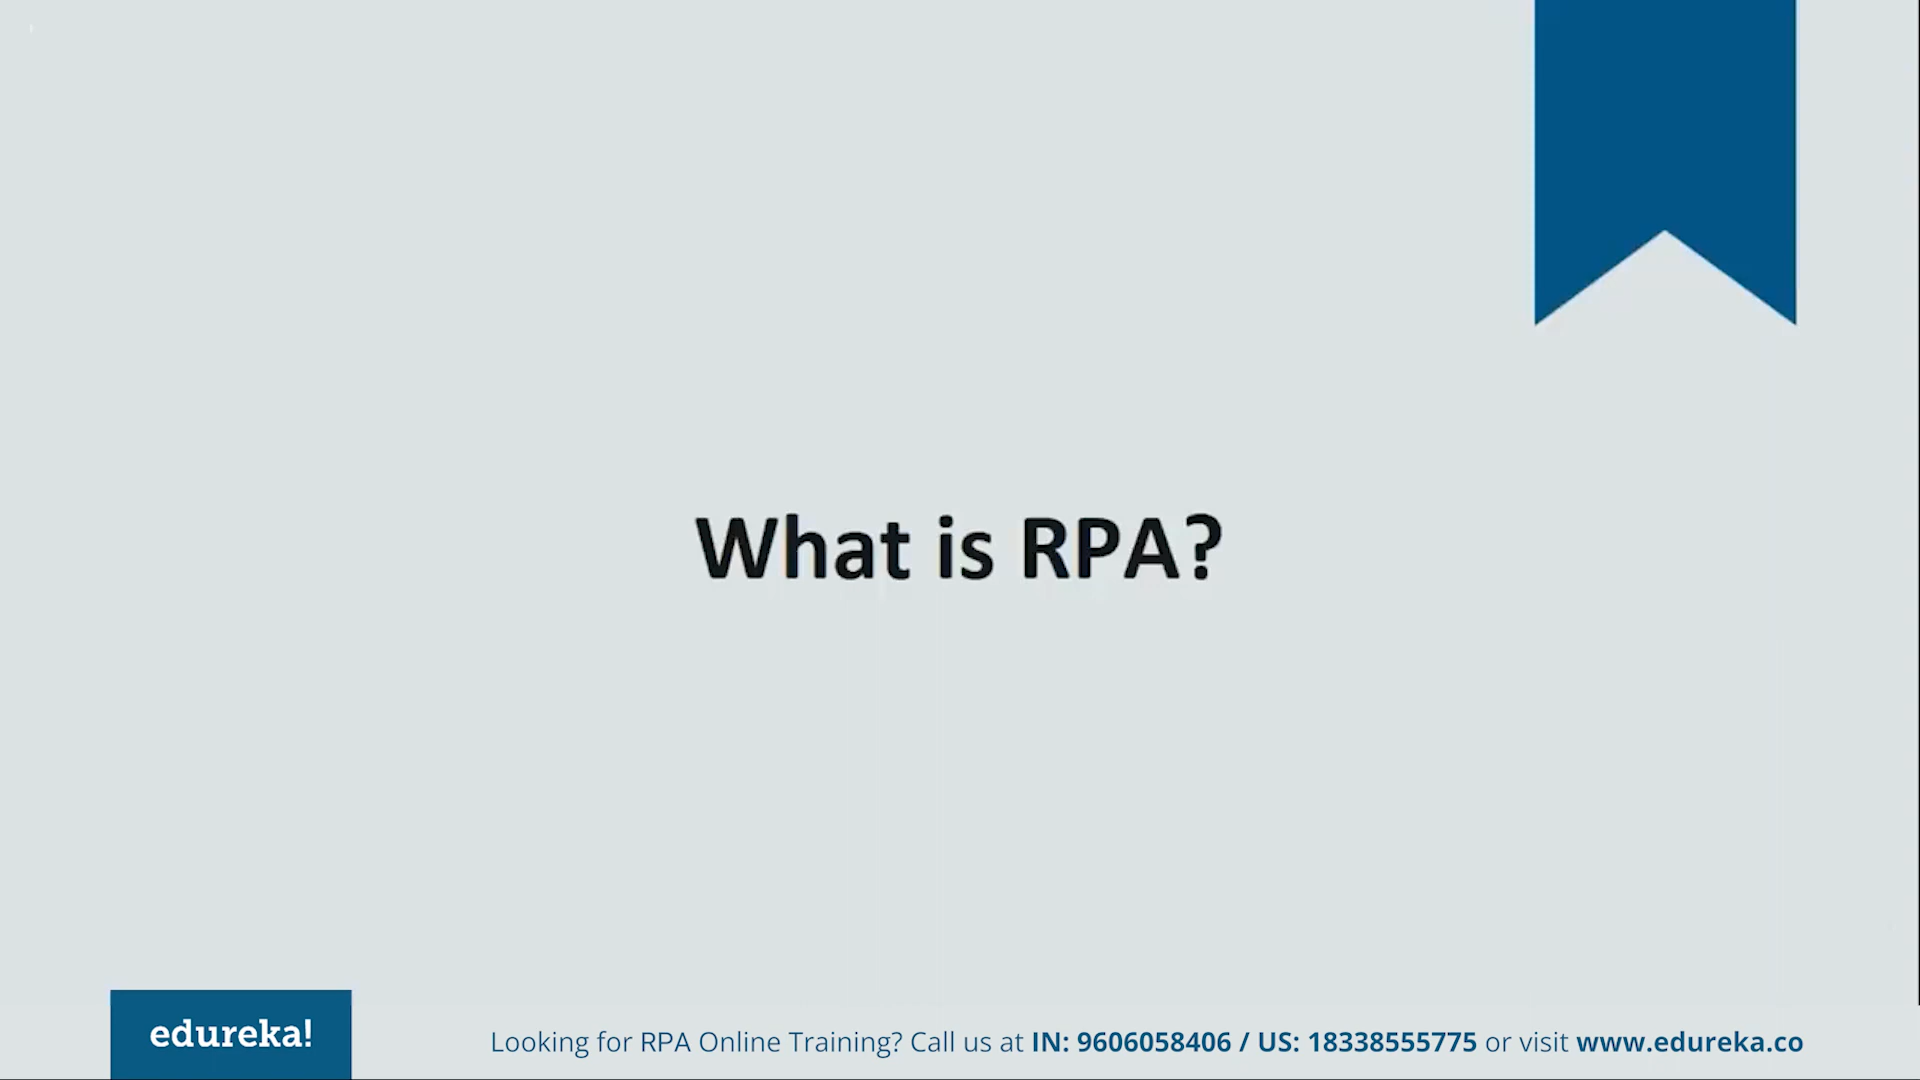 What is RPA?
edureka!
Looking for RPA Online Training? Call us at IN: 9606058406 / US: 18338555775 or visit www.edureka.co